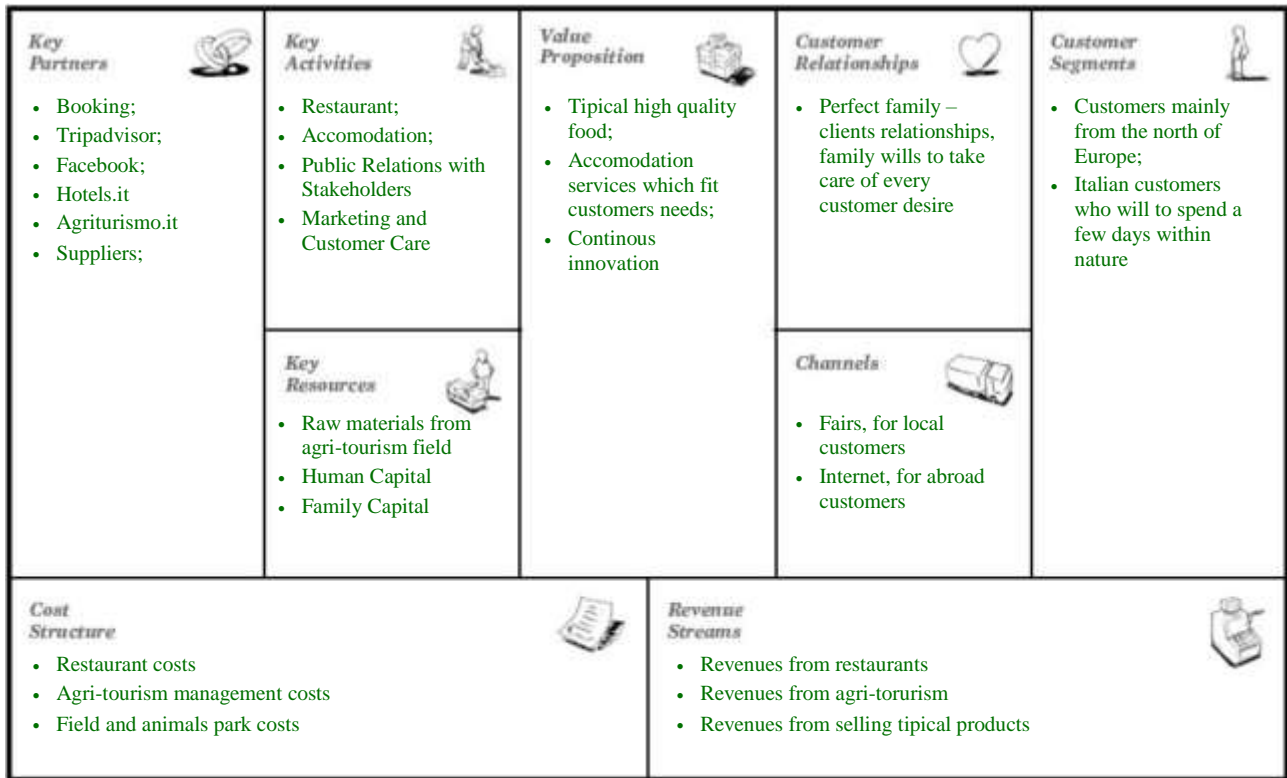 Key
Partners
• Booking;
• Tripadvisor;
• Facebook;
• Hotels.it
• Agriturismo.it
• Suppliers;
Key
Activities
• Restaurant;
• Accomodation;
• Public Relations with
Stakeholders
• Marketing and
Customer Care
Key
Resources
• Raw materials from
agri-tourism field
• Human Capital
• Family Capital
Value
Proposition
• Tipical high quality
food;
• Accomodation
services which fit
customers needs;
• Continous
innovation
Customer
Relationships
• Perfect family –
clients relationships,
family wills to take
care of every
customer desire
Channels
• Fairs, for local
customers
• Internet, for abroad
customers
Customer
Segments
• Customers mainly
from the north of
Europe;
• Italian customers
who will to spend a
few days within
nature
Cost
Structure
• Restaurant costs
• Agri-tourism management costs
• Field and animals park costs
Revenue
Streams
• Revenues from restaurants
• Revenues from agri-torurism
• Revenues from selling tipical products